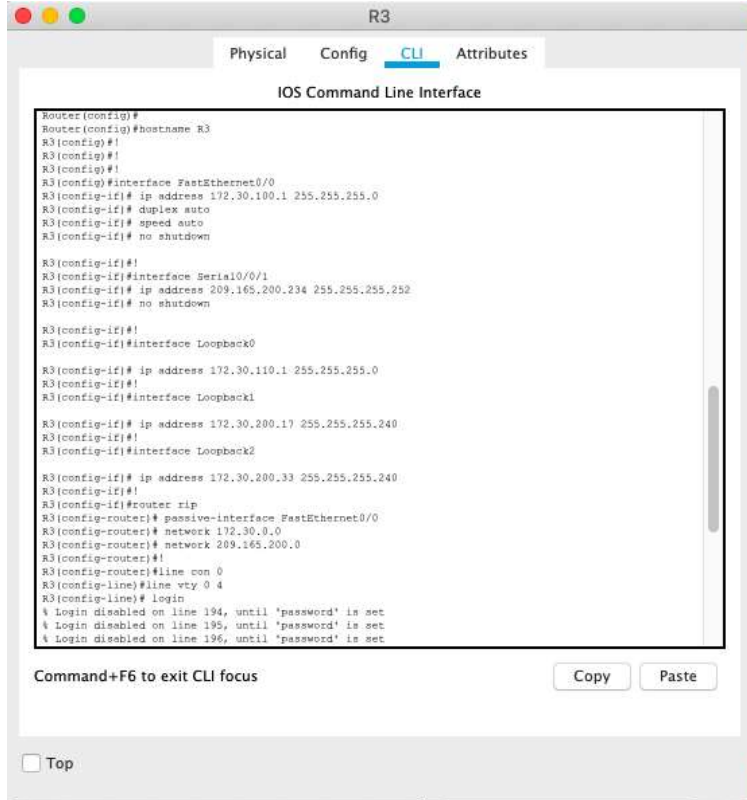 R3
Physical Config CLI Attributes
IOS Command Line Interface
Router(config)#
Router(config)#hostname R3
R3(config)#!
R3(config)#!
R3(config)#!
R3(config)#interface FastEthernet0/0
R3(config-if)# ip address 172.30.100.1 255.255.255.0
R3(config-if)# duplex auto
R3(config-if)# speed auto
R3(config-if)# no shutdown
R3(config-if)#!
R3(config-if)#interface Serial0/0/1
R3(config-if)# ip address 209.165.200.234 255.255.255.252
R3(config-if)# no shutdown
R3(config-if)#!
R3(config-if)#interface Loopback0
R3(config-if)# ip address 172.30.110.1 255.255.255.0
R3(config-if)#!
R3(config-if)#interface Loopback1
R3(config-if)# ip address 172.30.200.17 255.255.255.240
R3(config-if)#!
R3(config-if)#interface Loopback2
R3(config-if)# ip address 172.30.200.33 255.255.255.240
R3(config-if)#!
R3(config-if)#router rip
R3(config-router)# passive-interface FastEthernet0/0
R3(config-router)# network 172.30.0.0
R3(config-router)# network 209.165.200.0
R3(config-router)#!
R3(config-router)#line con 0
R3(config-line)#line vty 0 4
R3(config-line)# login
% Login disabled on line 194, until 'password' is set
% Login disabled on line 195, until 'password' is set
% Login disabled on line 196, until 'password' is set
Command+F6 to exit CLI focus
Copy Paste
Top